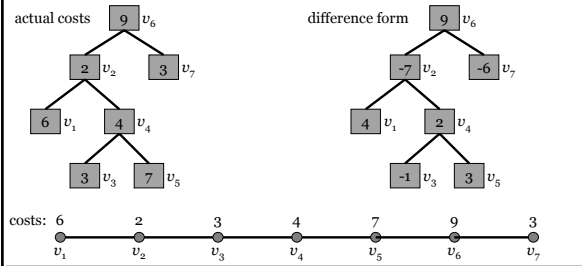 actual costs
9 v₆
2 v₂
3 v₇
6 v₁
4 v₄
3 v₃
7 v₅
difference form
9 v₆
-7 v₂
-6 v₇
4 v₁
2 v₄
-1 v₃
3 v₅
costs: 6 2 3 4 7 9 3
v₁ v₂ v₃ v₄ v₅ v₆ v₇